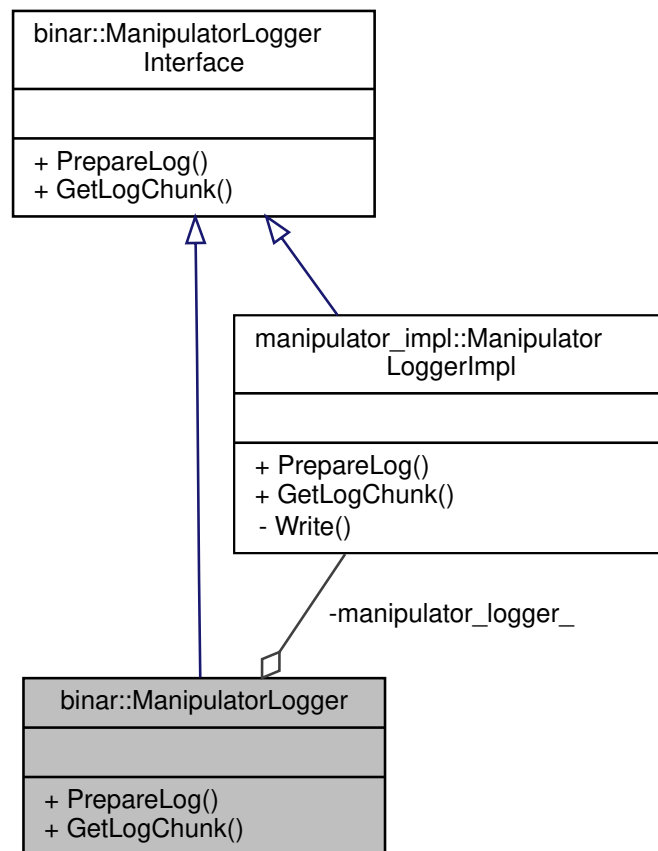 binar::ManipulatorLogger
Interface
+ PrepareLog()
+ GetLogChunk()
manipulator_impl::Manipulator
LoggerImpl
+ PrepareLog()
+ GetLogChunk()
- Write()
-manipulator_logger_
binar::ManipulatorLogger
+ PrepareLog()
+ GetLogChunk()